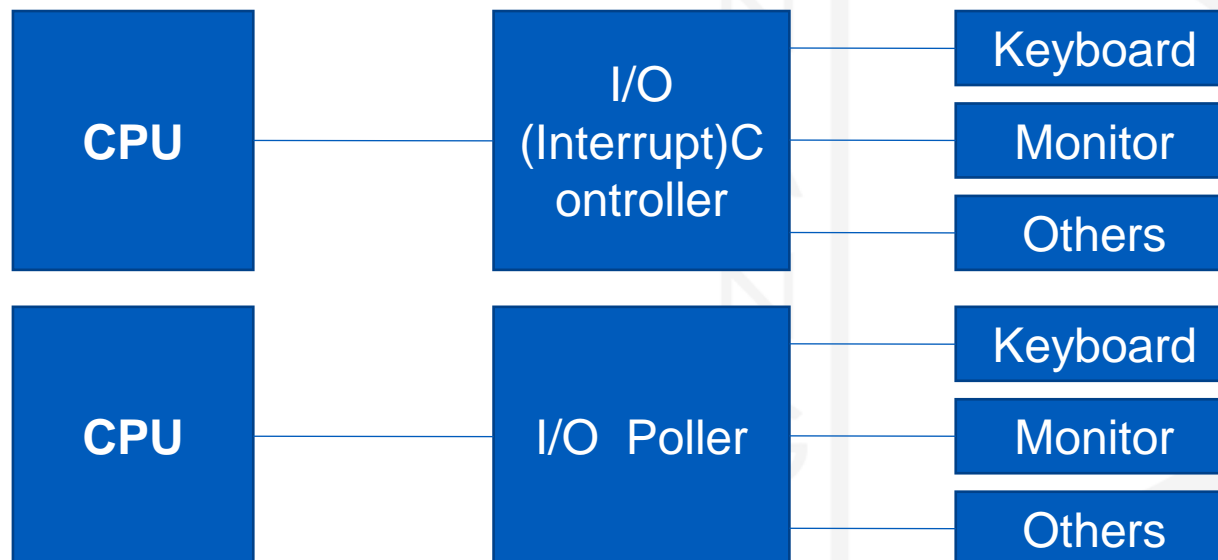 CPU
I/O
(Interrupt)C
ontroller
Keyboard
Monitor
Others
CPU
I/O Poller
Keyboard
Monitor
Others